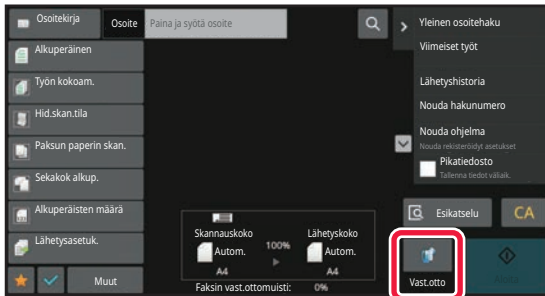 Osoitekirja
Osoite
Paina ja syötä osoite
Alkuperäinen
Työn kokoam.
Hid.skan.tila
Paksun paperin skan.
Sekakok alkup.
Alkuperäisten määrä
Lähetysasetuk.
Muut
Skannauskoko
Autom.
A4
100%
Lähetyskoko
Autom.
A4
Faksin vast.ottomuisti: 0%
Yleinen osoitehaku
Viimeiset työt
Lähetyshistoria
Nouda hakunumero
Nouda ohjelma
Nouda rekisteröidyt asetukset
Pikatiedosto
Tallenna tiedot väliaik.
Esikatselu
CA
Vast.otto